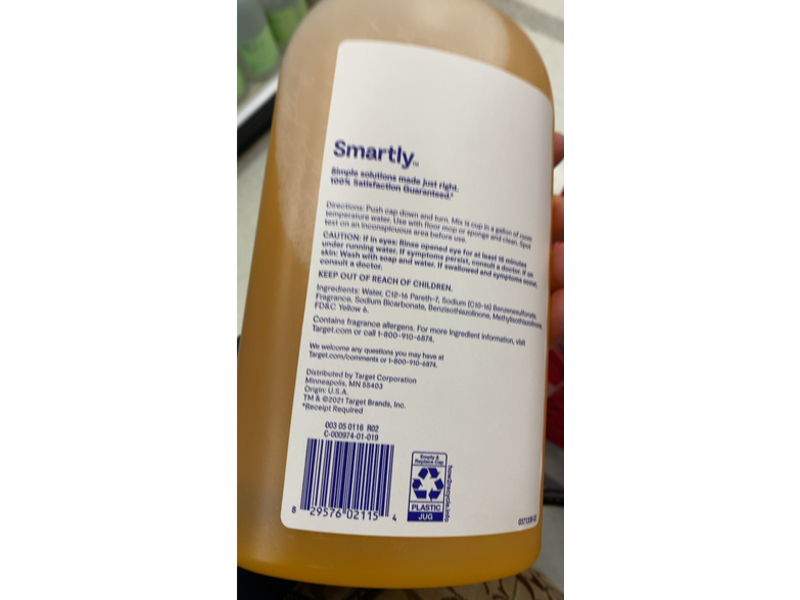 Smartly™
Simple solutions made just right.
100% Satisfaction Guaranteed.*
Directions: Push cap down and turn. Mix ¼ cup in a gallon of room
temperature water. Use with floor mop or sponge and clean. Spot
test on an inconspicuous area before use.
CAUTION: If in eyes: Rinse opened eye for at least 15 minutes
under running water. If symptoms persist, consult a doctor. If on
skin: Wash with soap and water. If swallowed and symptoms occur,
consult a doctor.
KEEP OUT OF REACH OF CHILDREN.
Ingredients: Water, C12-16 Pareth-7, Sodium (C10-16) Benzenesulfonate,
Fragrance, Sodium Bicarbonate, Benzisothiazolinone, Methylisothiazolinone,
FD&C Yellow 6.
Contains fragrance allergens. For more ingredient information, visit
Target.com or call 1-800-910-6874.
We welcome any questions you may have at
Target.com/comments or 1-800-910-6874.
Distributed by Target Corporation
Minneapolis, MN 55403
Origin: U.S.A.
TM & ©2021 Target Brands, Inc.
*Receipt Required
003 05 0116 R02
C-000974-01-019
8 29576 02115 4
Empty &
Replace Cap
PLASTIC
JUG
how2recycle.info